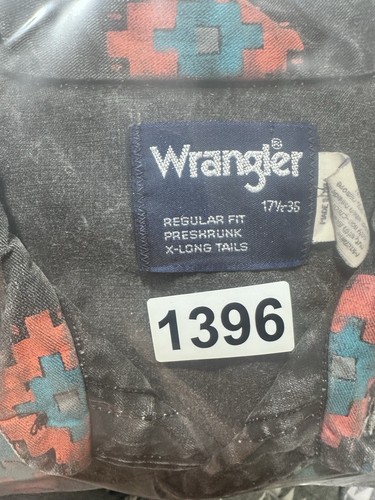 Wrangler®
17½-36
REGULAR FIT
PRESHRUNK
X-LONG TAILS
1396